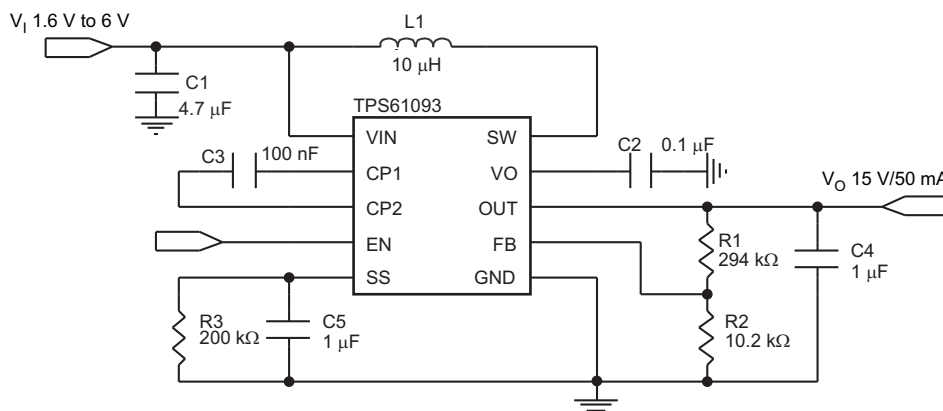 V_I 1.6 V to 6 V
L1
10 μH
C1
4.7 μF
TPS61093
VIN
SW
C3
100 nF
CP1
VO
C2
0.1 μF
CP2
OUT
V_O 15 V/50 mA
EN
FB
R1
294 kΩ
C4
1 μF
SS
GND
R3
200 kΩ
C5
1 μF
R2
10.2 kΩ